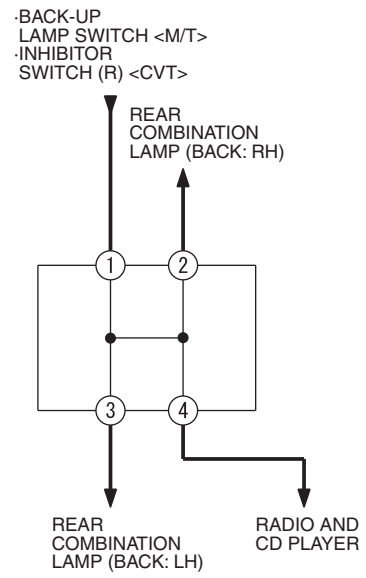 ·BACK-UP
LAMP SWITCH <M/T>
·INHIBITOR
SWITCH (R) <CVT>
REAR
COMBINATION
LAMP (BACK: RH)
1
2
3
4
REAR
COMBINATION
LAMP (BACK: LH)
RADIO AND
CD PLAYER